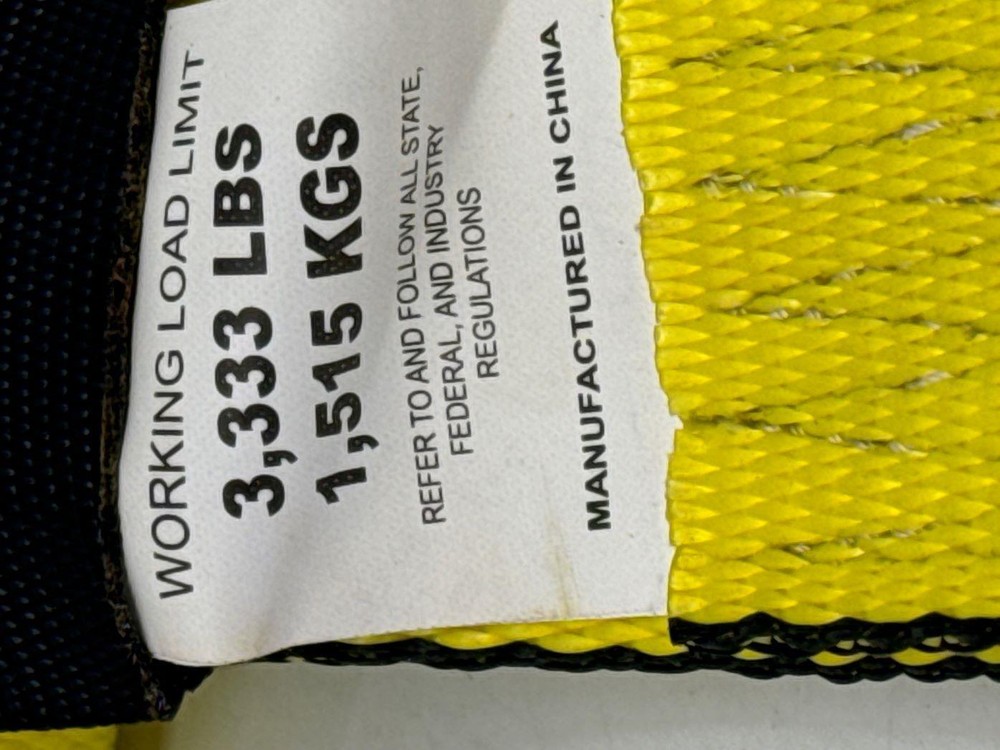 WORKING LOAD LIMIT
3,333 LBS
1,515 KGS
REFER TO AND FOLLOW ALL STATE,
FEDERAL, AND INDUSTRY
REGULATIONS
MANUFACTURED IN CHINA